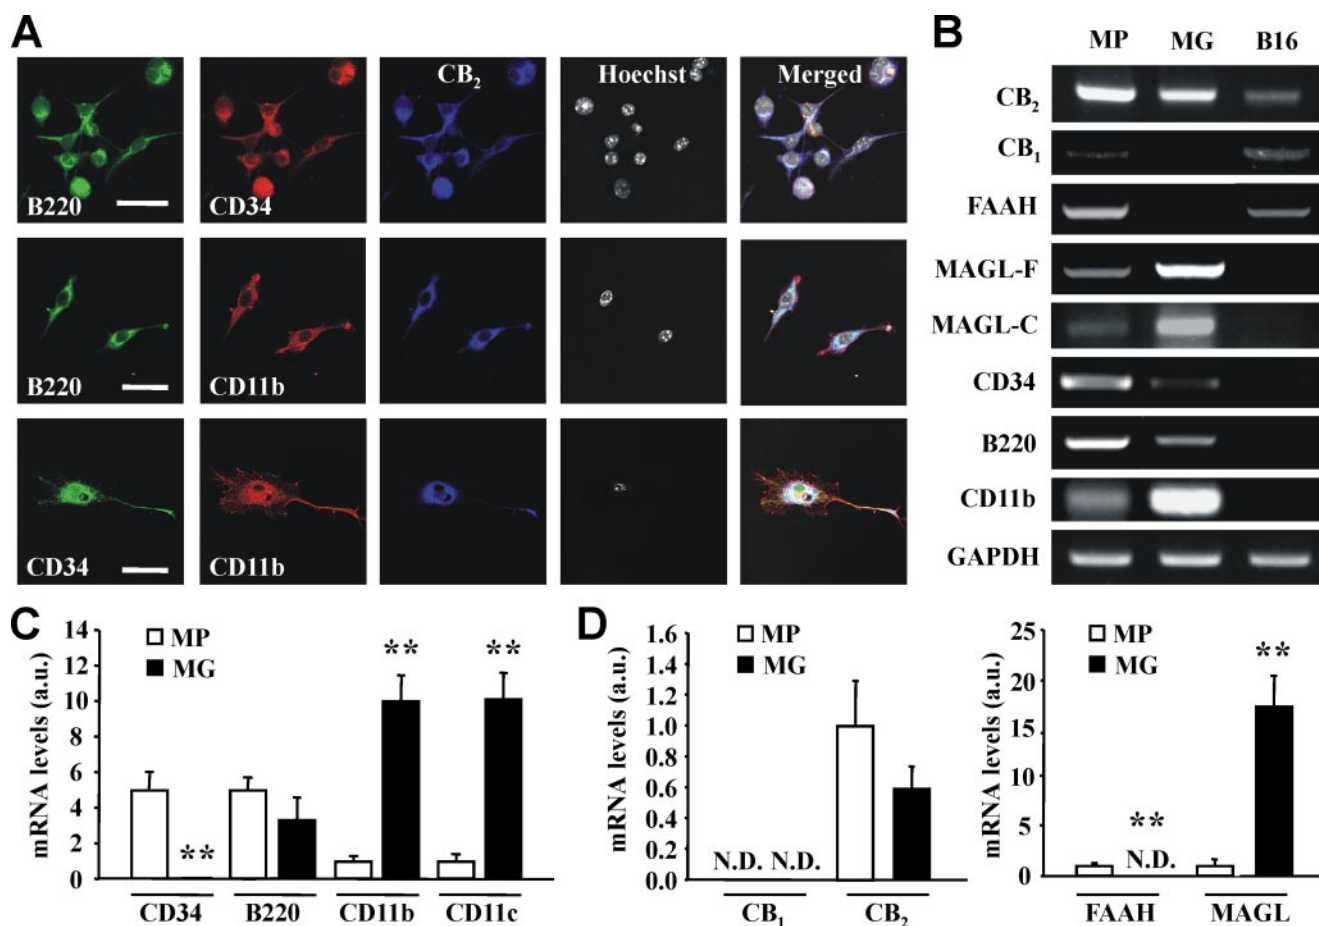 A
CB₂ Hoechst Merged
B220 CD34
B220 CD11b
CD34 CD11b
B
MP MG B16
CB₂
CB₁
FAAH
MAGL-F
MAGL-C
CD34
B220
CD11b
GAPDH
C
mRNA levels (a.u.)
14
12
10
8
6
4
2
0
MP
MG
**
**
**
CD34 B220 CD11b CD11c
D
mRNA levels (a.u.)
1.6
1.4
1.2
1.0
0.8
0.6
0.4
0.2
0.0
MP
MG
N.D. N.D.
CB₁ CB₂
mRNA levels (a.u.)
25
20
15
10
5
0
MP
MG
**
**
N.D.
FAAH MAGL